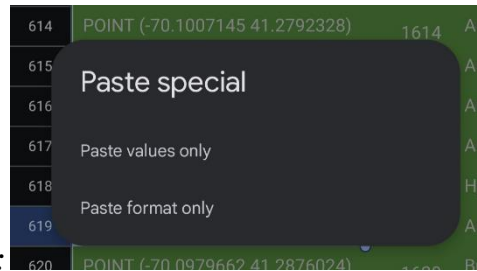 614 POINT (-70.1007145 41.2792328) 1614 A
615 A
Paste special
616 A
617 Paste values only A
618 H
Paste format only
619 A
: 620 POINT (-70.0979662 41.2876024) B